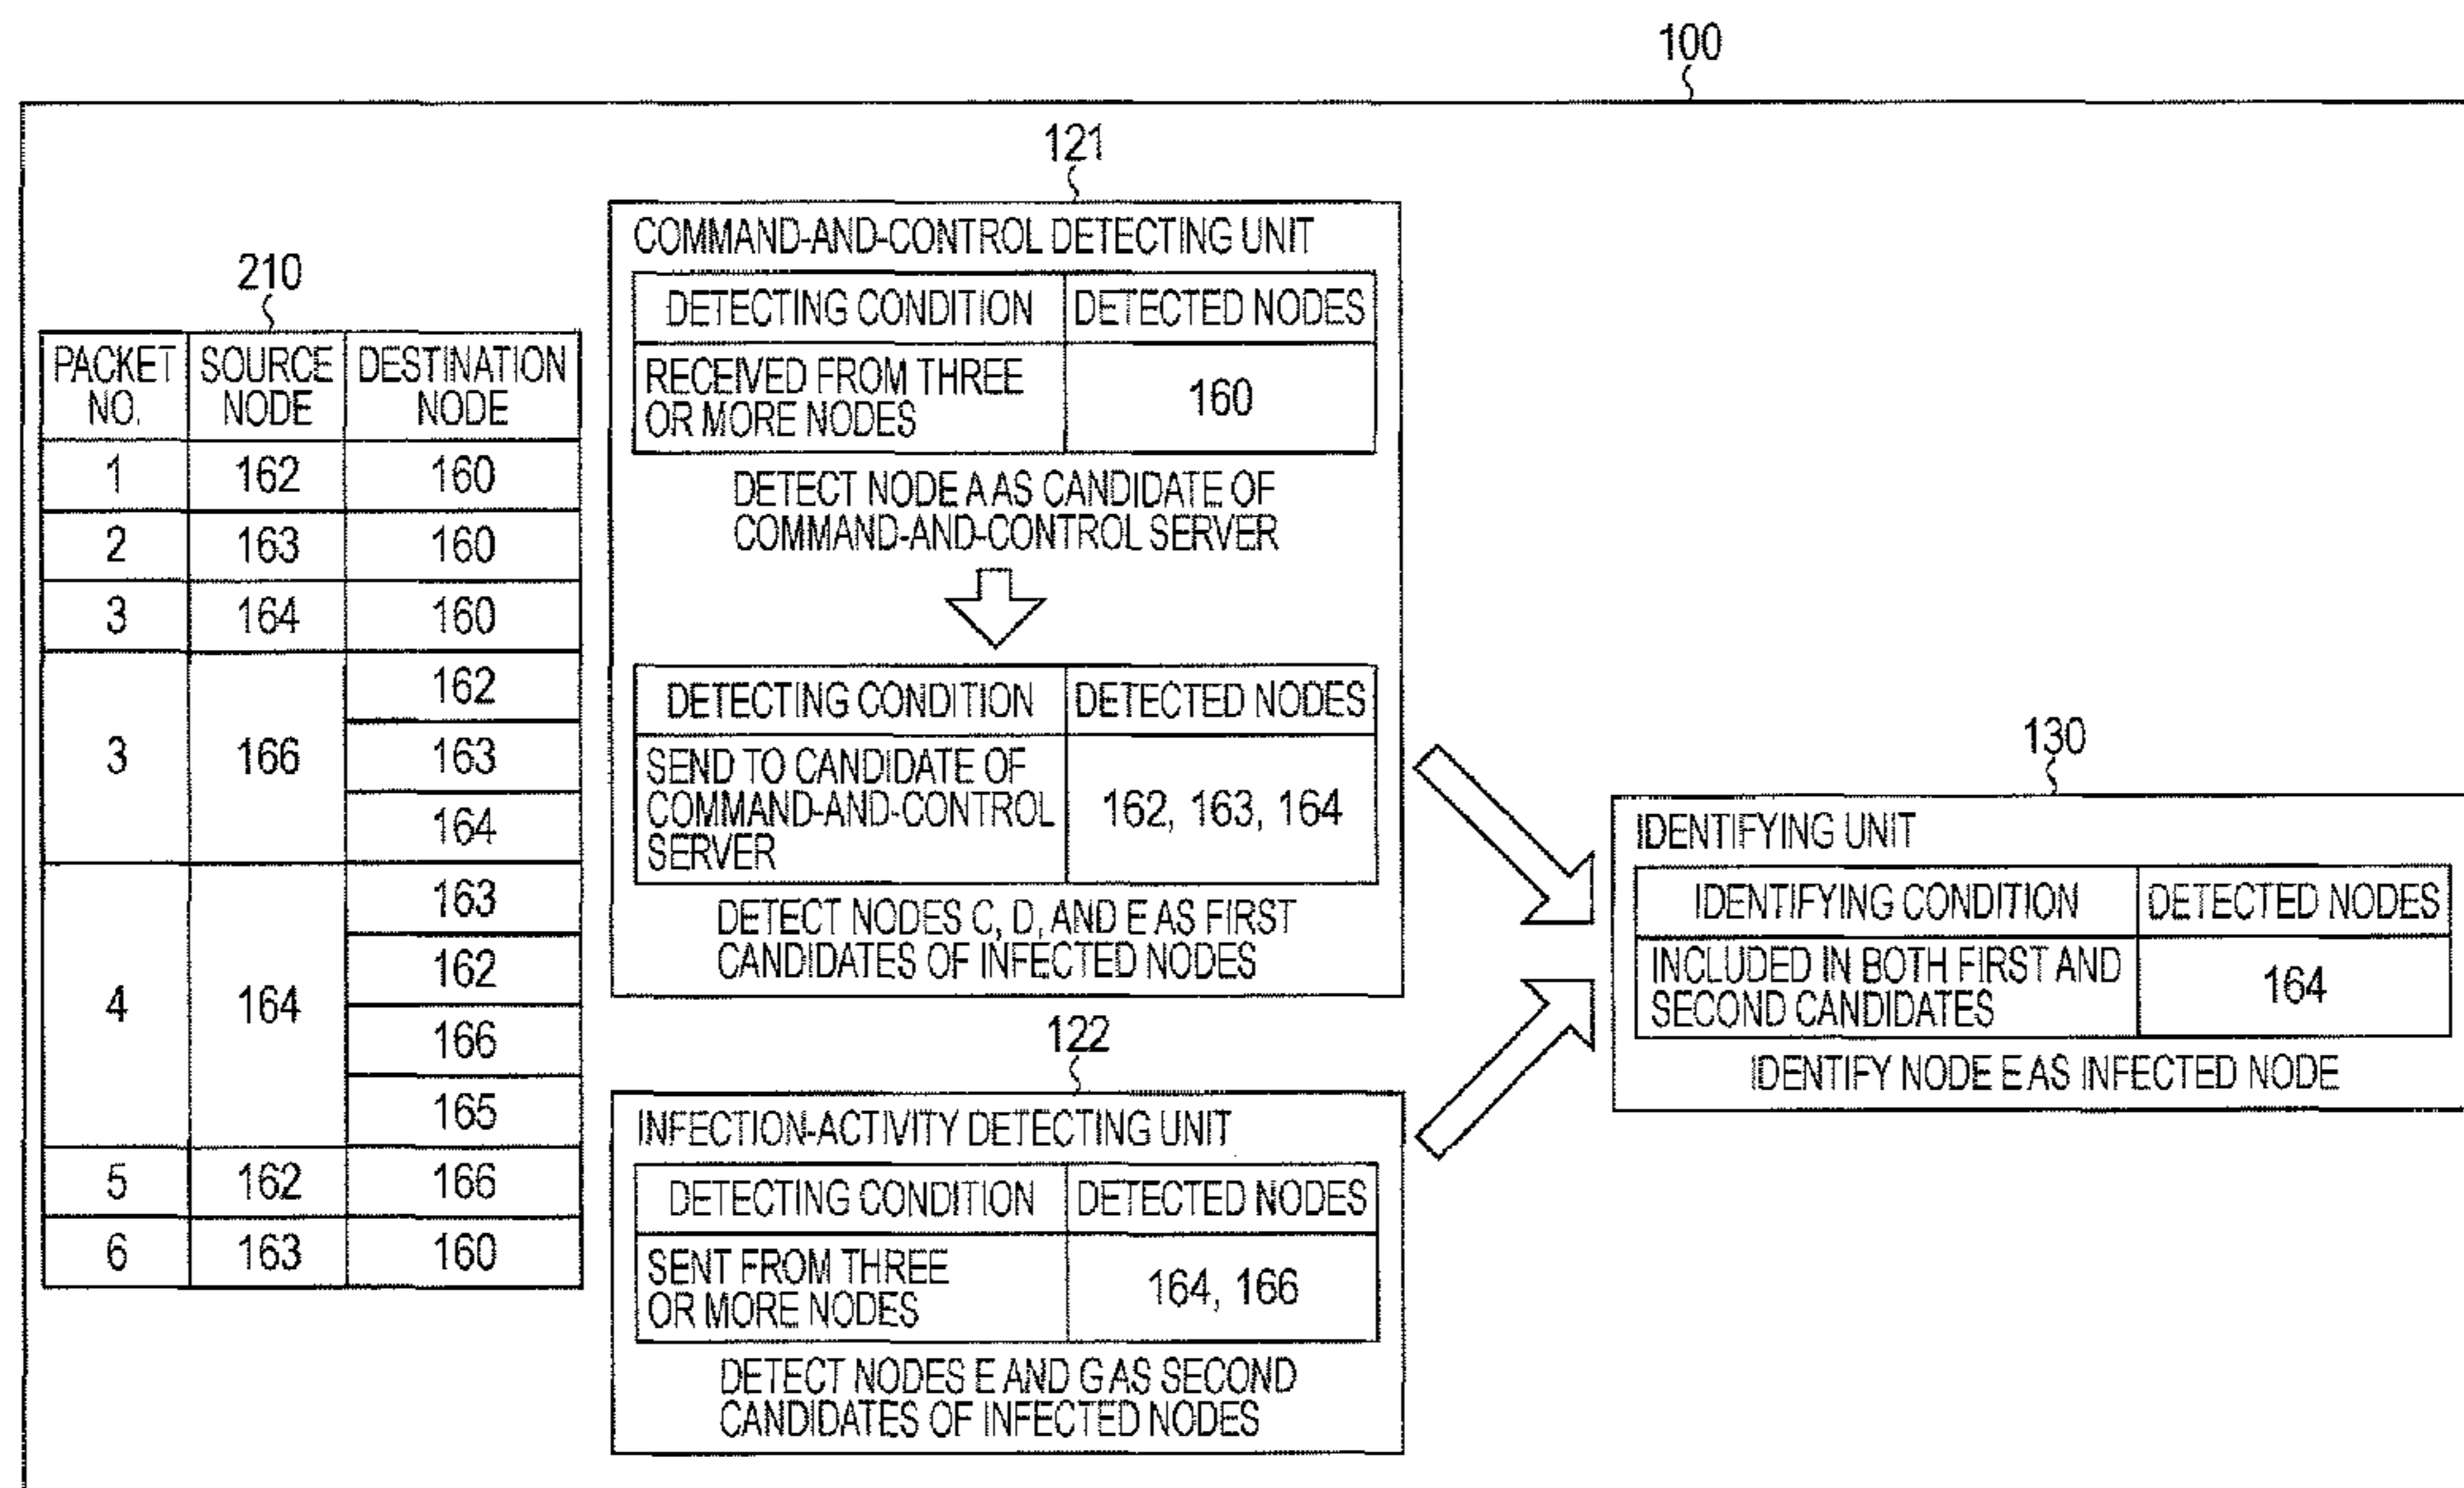 100
210
PACKET NO. SOURCE NODE DESTINATION NODE
1 162 160
2 163 160
3 164 160
3 166 162
163
164
4 164 163
162
166
165
5 162 166
6 163 160
121
COMMAND-AND-CONTROL DETECTING UNIT
DETECTING CONDITION DETECTED NODES
RECEIVED FROM THREE
OR MORE NODES
160
DETECT NODE A AS CANDIDATE OF
COMMAND-AND-CONTROL SERVER
DETECTING CONDITION DETECTED NODES
SEND TO CANDIDATE OF
COMMAND-AND-CONTROL
SERVER
162, 163, 164
DETECT NODES C, D, AND E AS FIRST
CANDIDATES OF INFECTED NODES
122
INFECTION-ACTIVITY DETECTING UNIT
DETECTING CONDITION DETECTED NODES
SENT FROM THREE
OR MORE NODES
164, 166
DETECT NODES E AND G AS SECOND
CANDIDATES OF INFECTED NODES
130
IDENTIFYING UNIT
IDENTIFYING CONDITION DETECTED NODES
INCLUDED IN BOTH FIRST AND
SECOND CANDIDATES
164
IDENTIFY NODE E AS INFECTED NODE